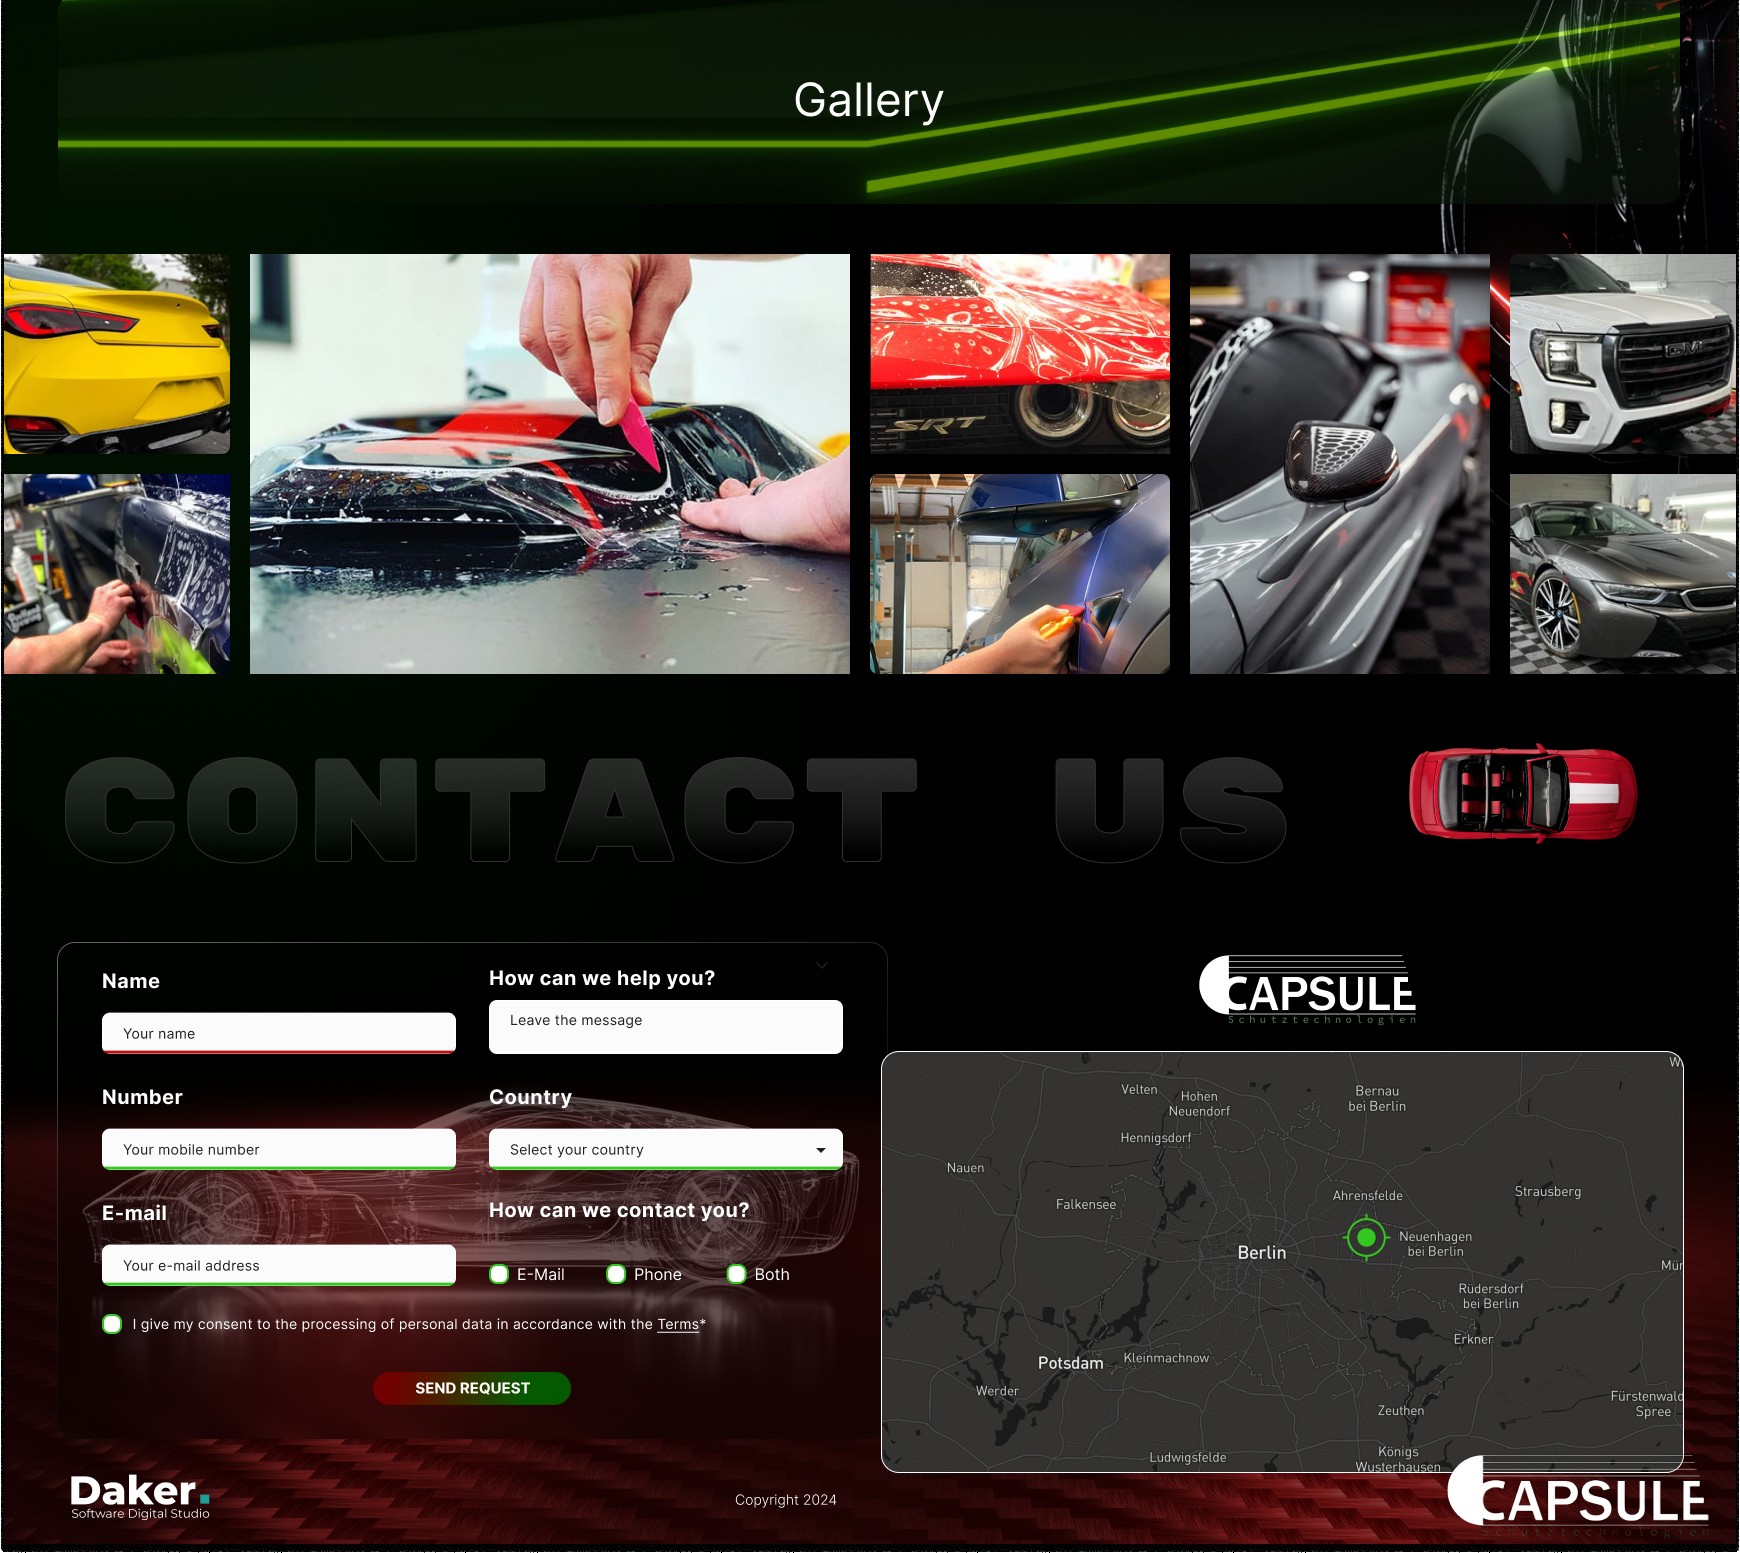 Gallery
SRT
GMC
CONTACT US
Name
Your name
How can we help you?
Leave the message
Number
Your mobile number
Country
Select your country
E-mail
Your e-mail address
How can we contact you?
E-Mail
Phone
Both
I give my consent to the processing of personal data in accordance with the Terms*
SEND REQUEST
CAPSULE
Schutztechnologien
W
Velten
Hohen
Neuendorf
Bernau
bei Berlin
Hennigsdorf
Nauen
Falkensee
Ahrensfelde
Strausberg
Neuenhagen
bei Berlin
Berlin
Mün
Rüdersdorf
bei Berlin
Erkner
Potsdam
Kleinmachnow
Werder
Zeuthen
Fürstenwald
Spree
Ludwigsfelde
Königs
Wusterhausen
Daker.
Software Digital Studio
Copyright 2024
CAPSULE
Schutztechnologien